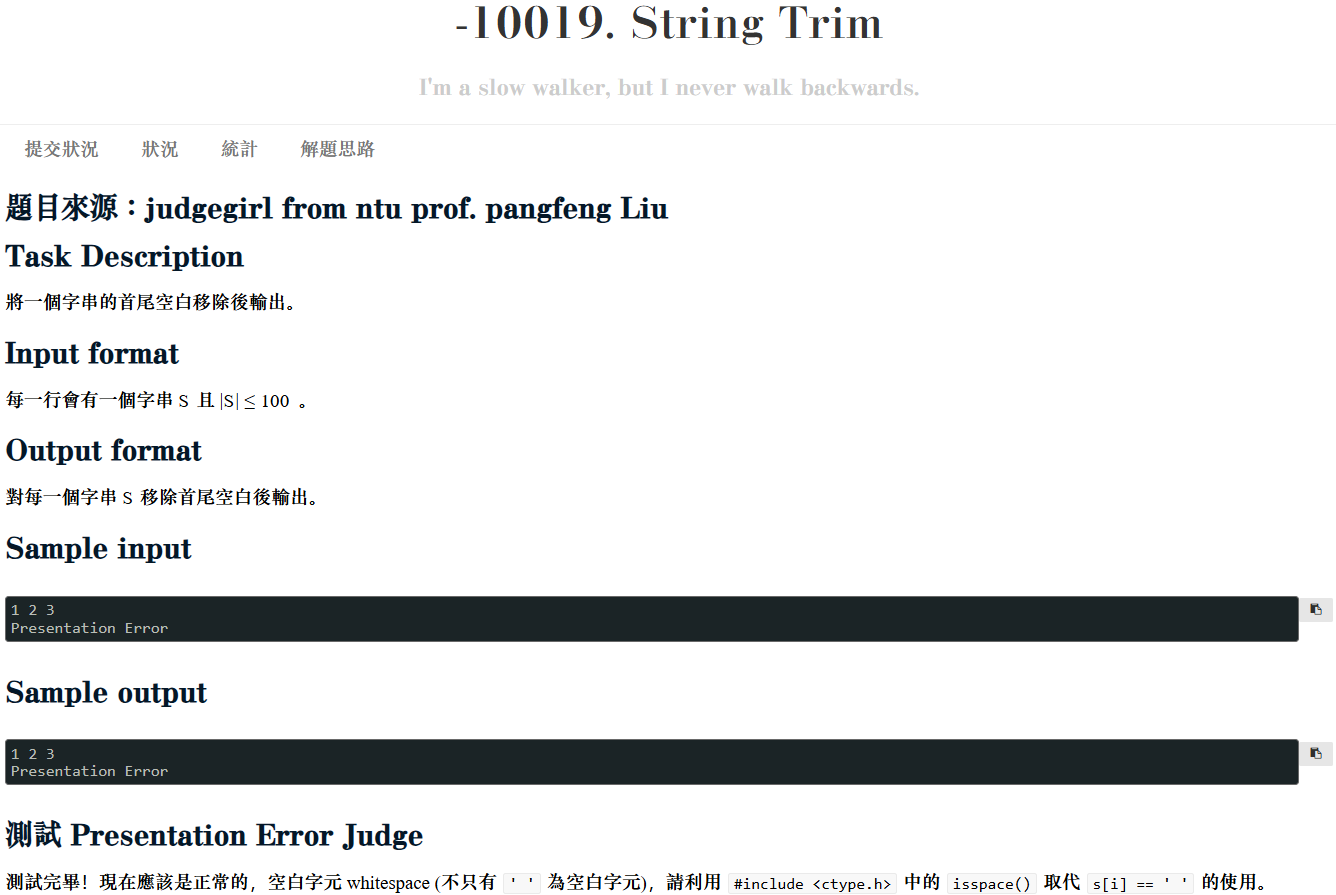 -10019. String Trim
I'm a slow walker, but I never walk backwards.
提交狀況 狀況 統計 解題思路
題目來源：judgegirl from ntu prof. pangfeng Liu
Task Description
將一個字串的首尾空白移除後輸出。
Input format
每一行會有一個字串 S 且 |S| ≤ 100 。
Output format
對每一個字串 S 移除首尾空白後輸出。
Sample input
1 2 3
Presentation Error
Sample output
1 2 3
Presentation Error
測試 Presentation Error Judge
測試完畢！現在應該是正常的，空白字元 whitespace (不只有 ' ' 為空白字元)，請利用 #include <ctype.h> 中的 isspace() 取代 s[i] == ' ' 的使用。